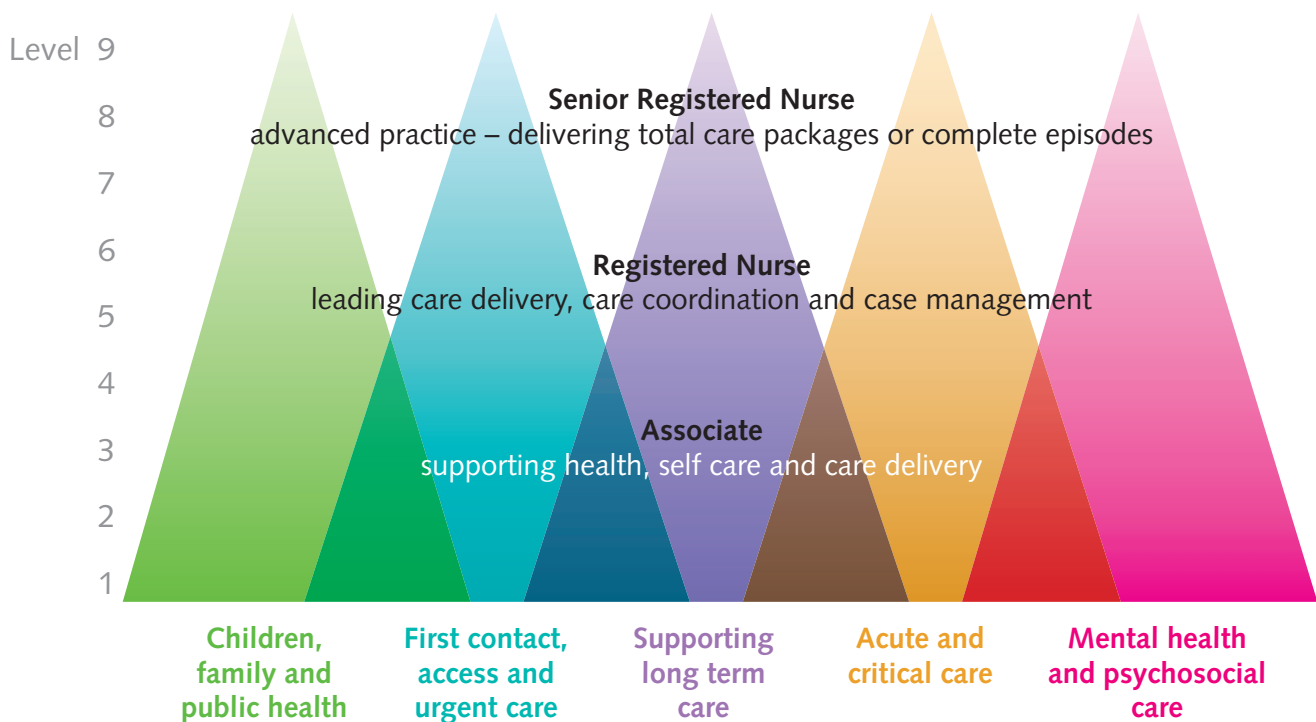 Level 9
8
Senior Registered Nurse
advanced practice – delivering total care packages or complete episodes
7
6
Registered Nurse
leading care delivery, care coordination and case management
5
4
3
Associate
supporting health, self care and care delivery
2
1
Children,
family and
public health
First contact,
access and
urgent care
Supporting
long term
care
Acute and
critical care
Mental health
and psychosocial
care